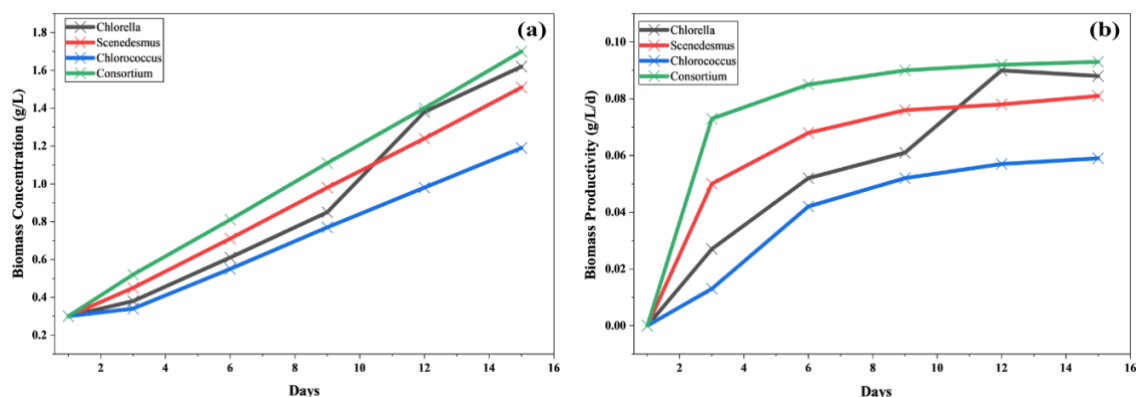 (a)
Chlorella
Scenedesmus
Chlorococcus
Consortium
1.8
1.6
1.4
1.2
1.0
0.8
0.6
0.4
0.2
Biomass Concentration (g/L)
2 4 6 8 10 12 14 16
Days
(b)
Chlorella
Scenedesmus
Chlorococcus
Consortium
0.10
0.08
0.06
0.04
0.02
0.00
Biomass Productivity (g/L/d)
2 4 6 8 10 12 14 16
Days